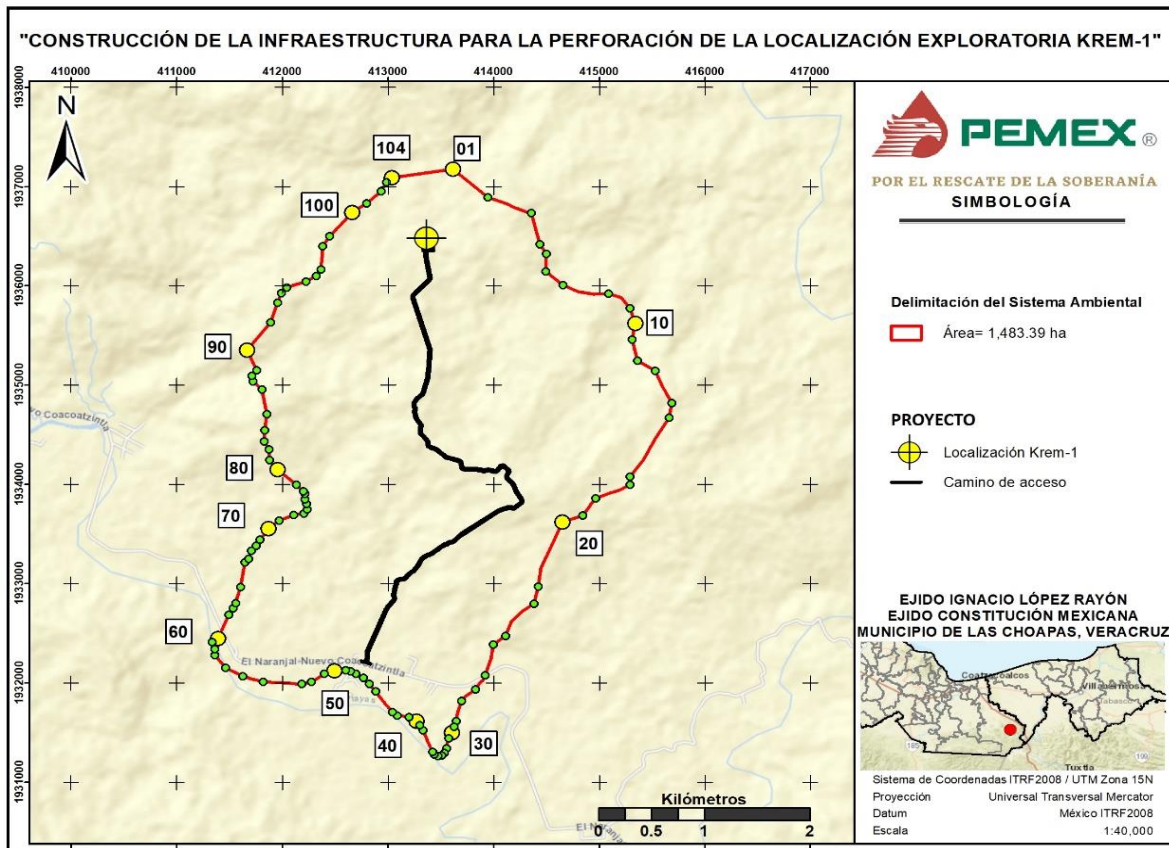 "CONSTRUCCIÓN DE LA INFRAESTRUCTURA PARA LA PERFORACIÓN DE LA LOCALIZACIÓN EXPLORATORIA KREM-1"
410000 411000 412000 413000 414000 415000 416000 417000
1938000
1937000
1936000
1935000
1934000
1933000
1932000
1931000
N
104
01
100
10
90
80
70
20
60
50
40
30
vo Coacoatzintla
El Naranjal-Nuevo Coacoatzintla
El Naranja
Kilómetros
0 0.5 1 2
PEMEX ®
POR EL RESCATE DE LA SOBERANÍA
SIMBOLOGÍA
Delimitación del Sistema Ambiental
Área= 1,483.39 ha
PROYECTO
Localización Krem-1
Camino de acceso
EJIDO IGNACIO LÓPEZ RAYÓN
EJIDO CONSTITUCIÓN MEXICANA
MUNICIPIO DE LAS CHOAPAS, VERACRUZ
Coatzacoalcos
Villahermosa
Tabasco
185
Tuxtla
Sistema de Coordenadas ITRF2008 / UTM Zona 15N
Proyección Universal Transversal Mercator
Datum México ITRF2008
Escala 1:40,000